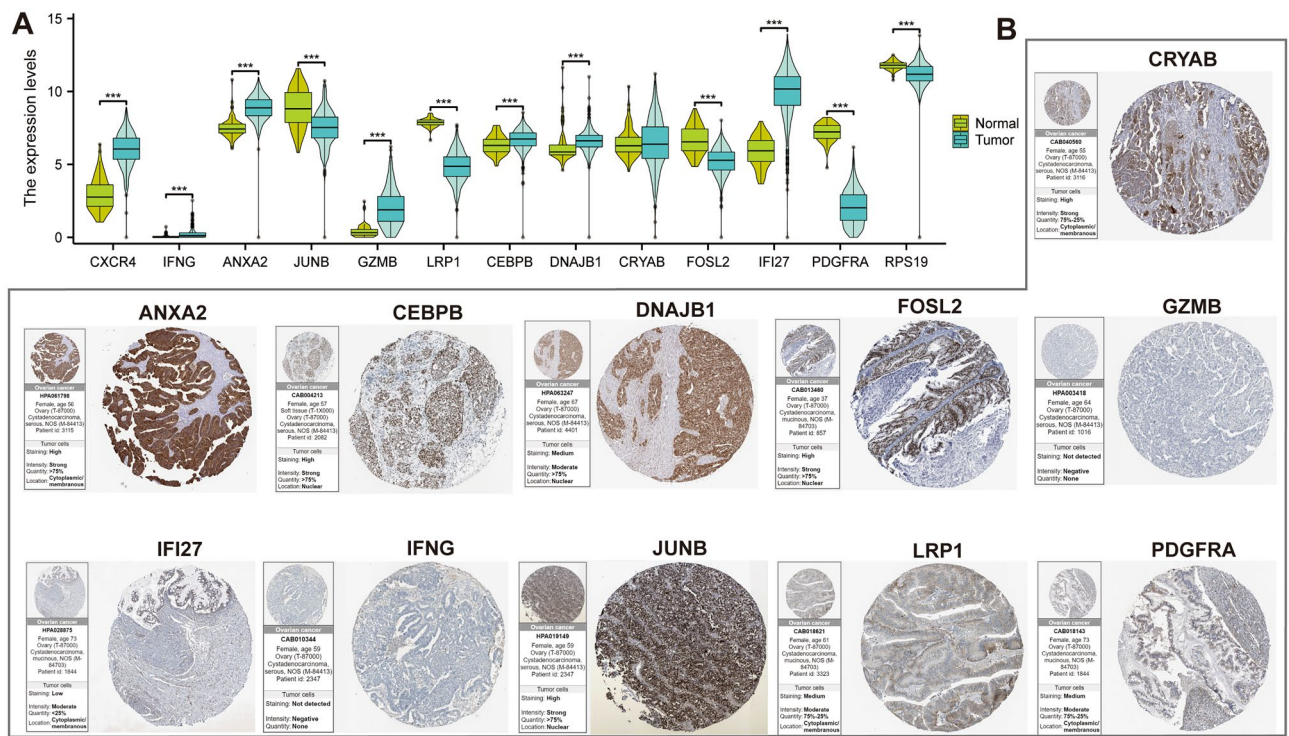 A
The expression levels
15
10
5
0
***
***
***
***
***
***
***
***
***
***
***
***
CXCR4
IFNG
ANXA2
JUNB
GZMB
LRP1
CEBPB
DNAJB1
CRYAB
FOSL2
IFI27
PDGFRA
RPS19
Normal
Tumor
B
CRYAB
Ovarian cancer
CAB040560
Female, age 55
Ovary (T-87000)
Cystadenocarcinoma,
serous, NOS (M-84413)
Patient id: 3116
Tumor cells
Staining: High
Intensity: Strong
Quantity: 75%-25%
Location: Cytoplasmic/
membranous
ANXA2
Ovarian cancer
HPA061798
Female, age 56
Ovary (T-87000)
Cystadenocarcinoma,
serous, NOS (M-84413)
Patient id: 3115
Tumor cells
Staining: High
Intensity: Strong
Quantity: >75%
Location: Cytoplasmic/
membranous
CEBPB
Ovarian cancer
CAB004213
Female, age 57
Soft tissue (T-1X000)
Ovary (T-87000)
Cystadenocarcinoma,
serous, NOS (M-84413)
Patient id: 2082
Tumor cells
Staining: High
Intensity: Strong
Quantity: >75%
Location: Nuclear
DNAJB1
Ovarian cancer
HPA063247
Female, age 67
Ovary (T-87000)
Cystadenocarcinoma,
serous, NOS (M-84413)
Patient id: 4401
Tumor cells
Staining: Medium
Intensity: Moderate
Quantity: >75%
Location: Nuclear
FOSL2
Ovarian cancer
CAB013460
Female, age 37
Ovary (T-87000)
Cystadenocarcinoma,
mucinous, NOS (M-
84703)
Patient id: 657
Tumor cells
Staining: High
Intensity: Strong
Quantity: >75%
Location: Nuclear
GZMB
Ovarian cancer
HPA003418
Female, age 64
Ovary (T-87000)
Cystadenocarcinoma,
serous, NOS (M-84413)
Patient id: 1016
Tumor cells
Staining: Not detected
Intensity: Negative
Quantity: None
IFI27
Ovarian cancer
HPA028875
Female, age 73
Ovary (T-87000)
Cystadenocarcinoma,
mucinous, NOS (M-
84703)
Patient id: 1844
Tumor cells
Staining: Low
Intensity: Moderate
Quantity: <25%
Location: Cytoplasmic/
membranous
IFNG
Ovarian cancer
CAB010344
Female, age 59
Ovary (T-87000)
Cystadenocarcinoma,
serous, NOS (M-84413)
Patient id: 2347
Tumor cells
Staining: Not detected
Intensity: Negative
Quantity: None
JUNB
Ovarian cancer
HPA019149
Female, age 59
Ovary (T-87000)
Cystadenocarcinoma,
serous, NOS (M-84413)
Patient id: 2347
Tumor cells
Staining: High
Intensity: Strong
Quantity: >75%
Location: Nuclear
LRP1
Ovarian cancer
CAB018621
Female, age 61
Ovary (T-87000)
Cystadenocarcinoma,
mucinous, NOS (M-
84703)
Patient id: 3323
Tumor cells
Staining: Medium
Intensity: Moderate
Quantity: 75%-25%
Location: Cytoplasmic/
membranous
PDGFRA
Ovarian cancer
CAB018143
Female, age 73
Ovary (T-87000)
Cystadenocarcinoma,
mucinous, NOS (M-
84703)
Patient id: 1844
Tumor cells
Staining: Medium
Intensity: Moderate
Quantity: 75%-25%
Location: Cytoplasmic/
membranous